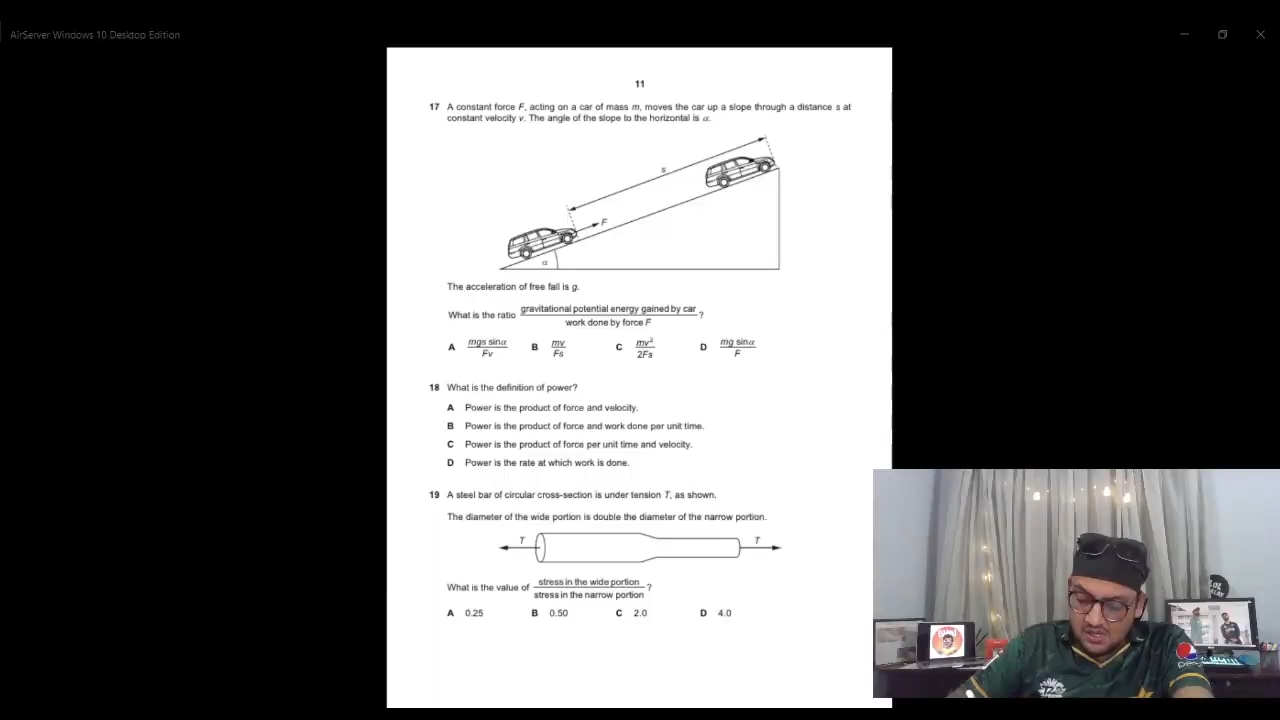 AirServer Windows 10 Desktop Edition
11
17 A constant force F, acting on a car of mass m, moves the car up a slope through a distance s at
constant velocity v. The angle of the slope to the horizontal is α.
s
F
α
The acceleration of free fall is g.
What is the ratio gravitational potential energy gained by car / work done by force F ?
A mgs sinα / Fv B mv / Fs C mv² / 2Fs D mg sinα / F
18 What is the definition of power?
A Power is the product of force and velocity.
B Power is the product of force and work done per unit time.
C Power is the product of force per unit time and velocity.
D Power is the rate at which work is done.
19 A steel bar of circular cross-section is under tension T, as shown.
The diameter of the wide portion is double the diameter of the narrow portion.
T T
What is the value of stress in the wide portion / stress in the narrow portion ?
A 0.25 B 0.50 C 2.0 D 4.0